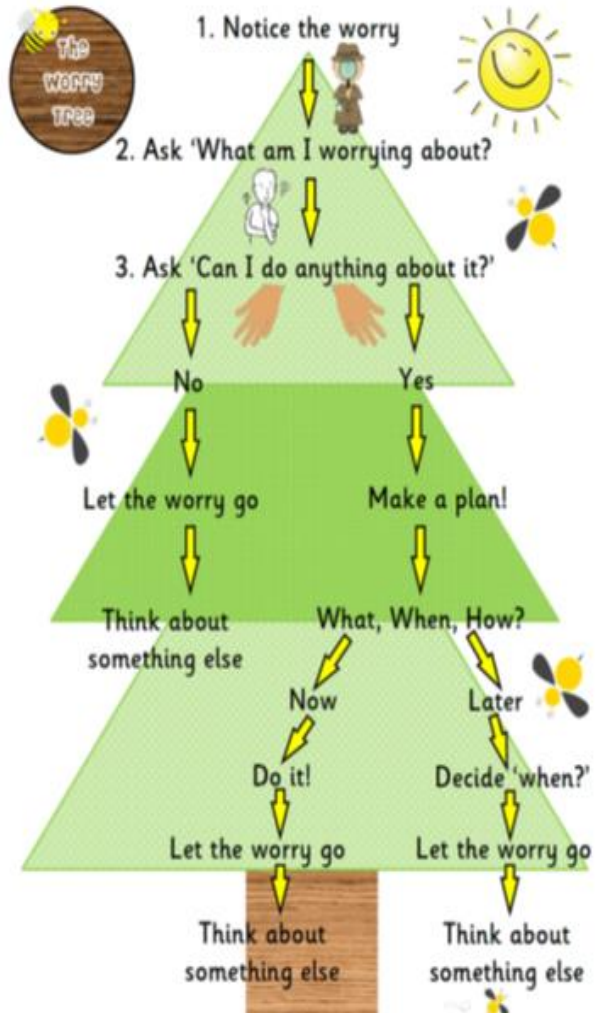 The
Worry
Tree
1. Notice the worry
2. Ask 'What am I worrying about?
3. Ask 'Can I do anything about it?'
No
Yes
Let the worry go
Make a plan!
Think about
something else
What, When, How?
Now
Later
Do it!
Decide 'when?'
Let the worry go
Let the worry go
Think about
something else
Think about
something else